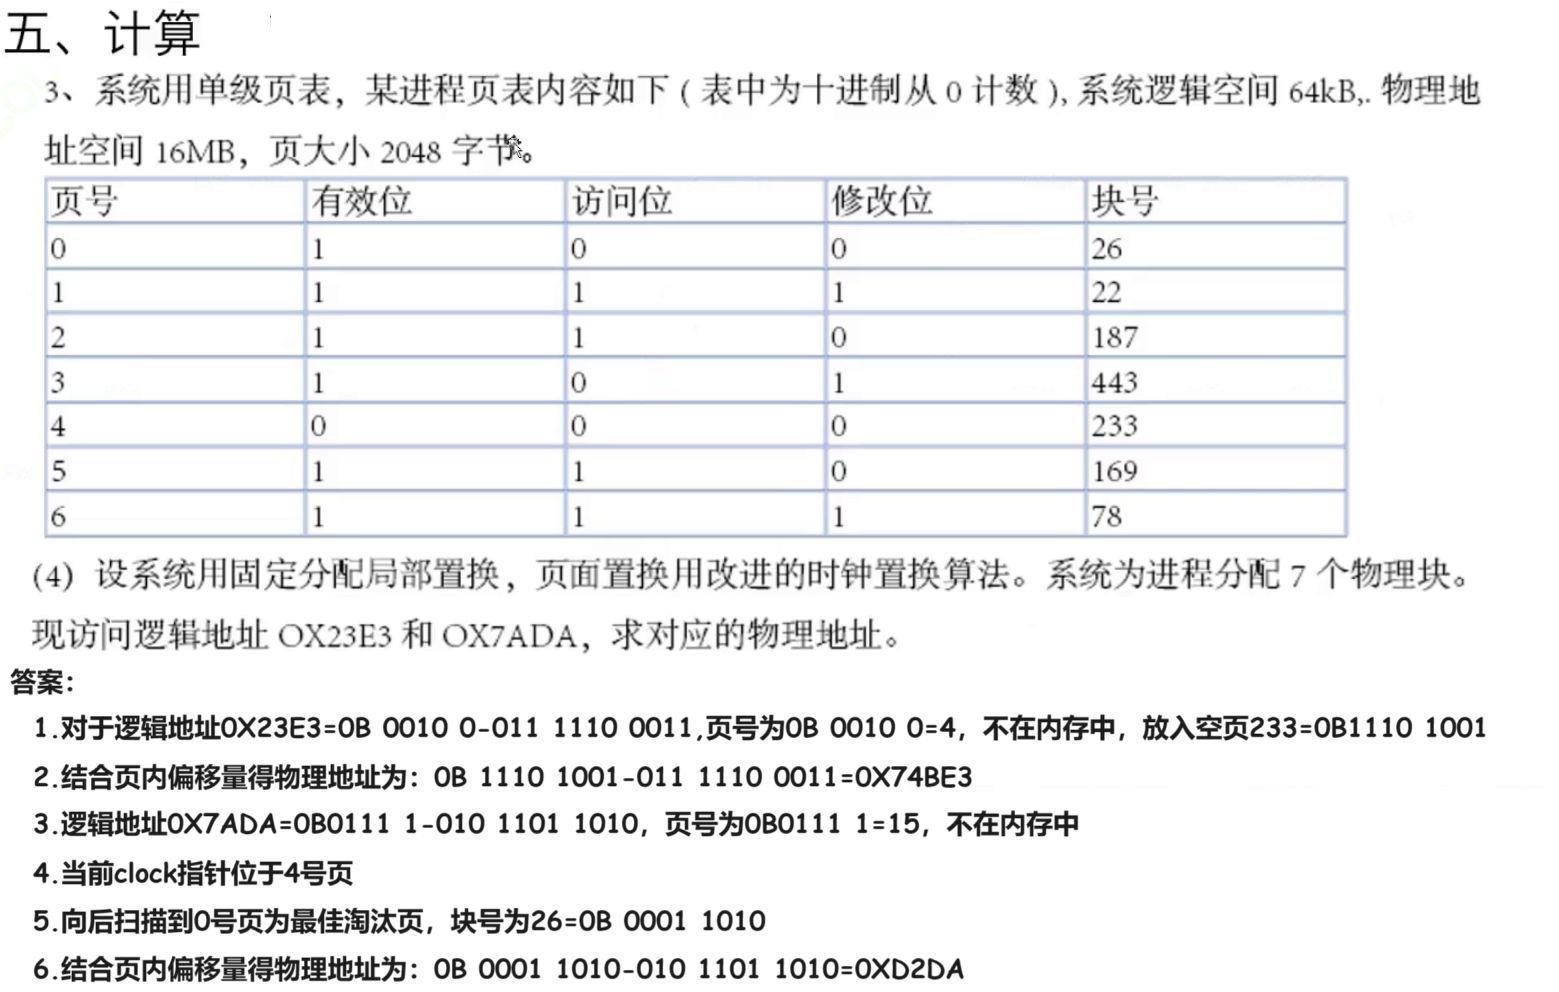 五、计算
3、系统用单级页表，某进程页表内容如下（表中为十进制从 0 计数），系统逻辑空间 64kB,. 物理地
址空间 16MB，页大小 2048 字节。
页号 有效位 访问位 修改位 块号
0 1 0 0 26
1 1 1 1 22
2 1 1 0 187
3 1 0 1 443
4 0 0 0 233
5 1 1 0 169
6 1 1 1 78
(4) 设系统用固定分配局部置换，页面置换用改进的时钟置换算法。系统为进程分配 7 个物理块。
现访问逻辑地址 OX23E3 和 OX7ADA，求对应的物理地址。
答案：
1.对于逻辑地址0X23E3=0B 0010 0-011 1110 0011,页号为0B 0010 0=4，不在内存中，放入空页233=0B1110 1001
2.结合页内偏移量得物理地址为：0B 1110 1001-011 1110 0011=0X74BE3
3.逻辑地址0X7ADA=0B0111 1-010 1101 1010，页号为0B0111 1=15，不在内存中
4.当前clock指针位于4号页
5.向后扫描到0号页为最佳淘汰页，块号为26=0B 0001 1010
6.结合页内偏移量得物理地址为：0B 0001 1010-010 1101 1010=0XD2DA